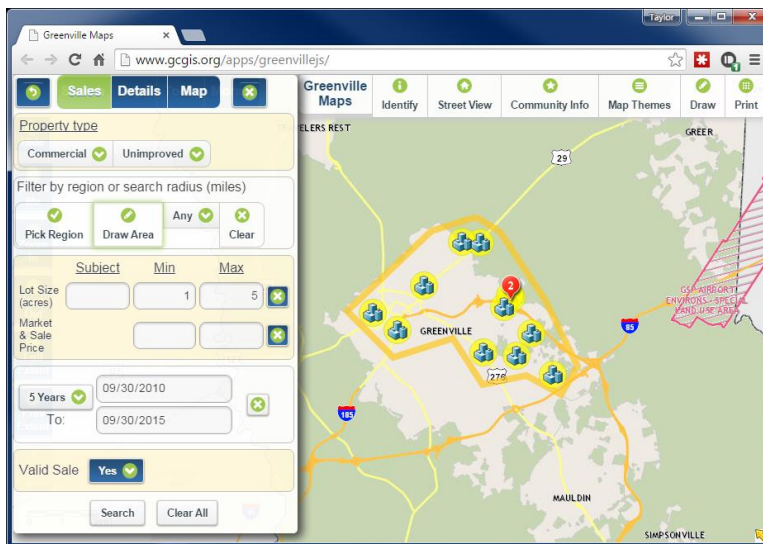 Taylor
Greenville Maps
www.gcgis.org/apps/greenvillejs/
Sales Details Map
Greenville Maps
Identify
Street View
Community Info
Map Themes
Draw
Print
Property type
Commercial Unimproved
Filter by region or search radius (miles)
Pick Region
Draw Area
Any
Clear
Subject Min Max
Lot Size (acres) 1 5
Market & Sale Price
5 Years 09/30/2010
To: 09/30/2015
Valid Sale Yes
Search Clear All
ELERS REST
GREER
29
2
GSP AIRPORT
ENVIRONS - SPECIAL
LAND USE AREA
85
GREENVILLE
276
185
MAULDIN
SIMPSONVILLE